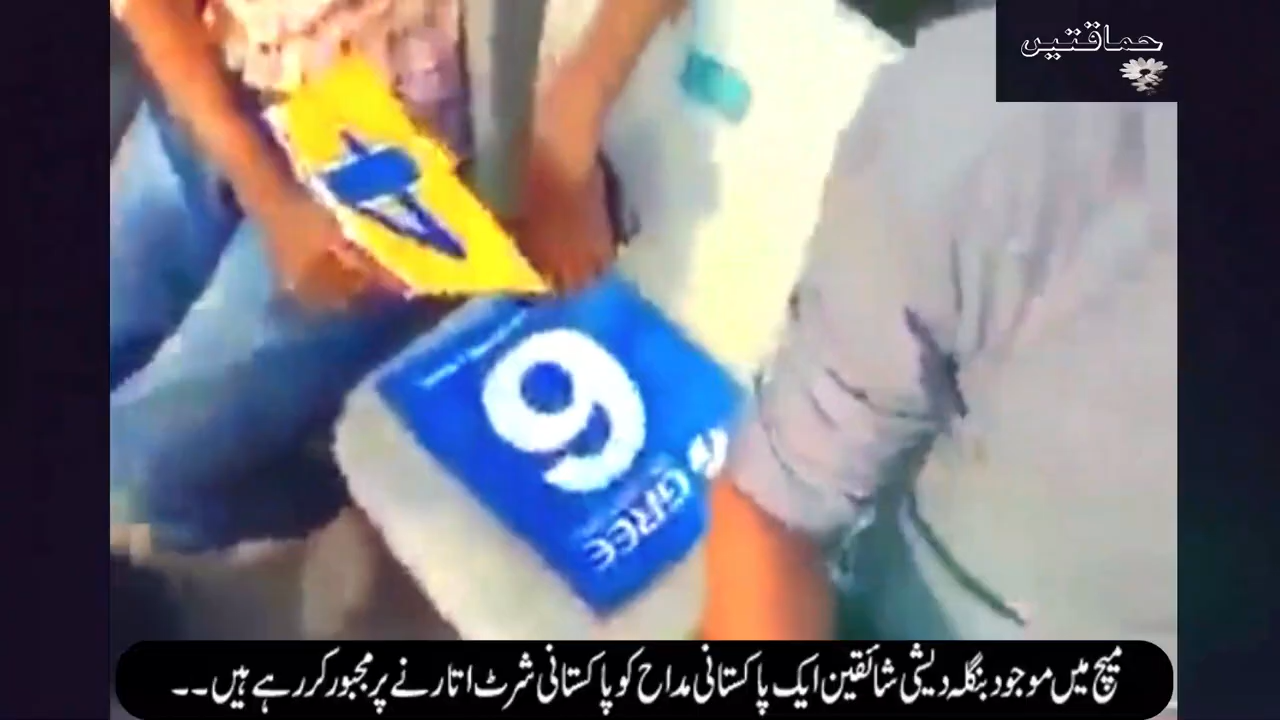 حماقتیں
6
GREE
میچ میں موجود بنگلہ دیشی شائقین ایک پاکستانی مداح کو پاکستانی شرٹ اتارنے پر مجبور کر رہے ہیں۔۔